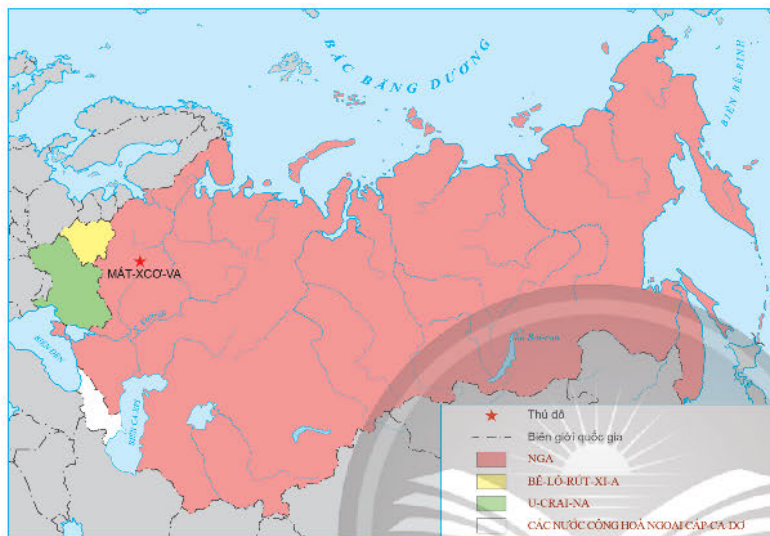 BẮC BĂNG DƯƠNG
BIỂN BÊ-RINH
MÁT-XCƠ-VA
BIỂN ĐEN
BIỂN CA-XPI
Thủ đô
Biên giới quốc gia
NGA
BÊ-LÔ-RÚT-XI-A
U-CRAI-NA
CÁC NƯỚC CỘNG HOÀ NGOẠI CÁP-CA-DƠ